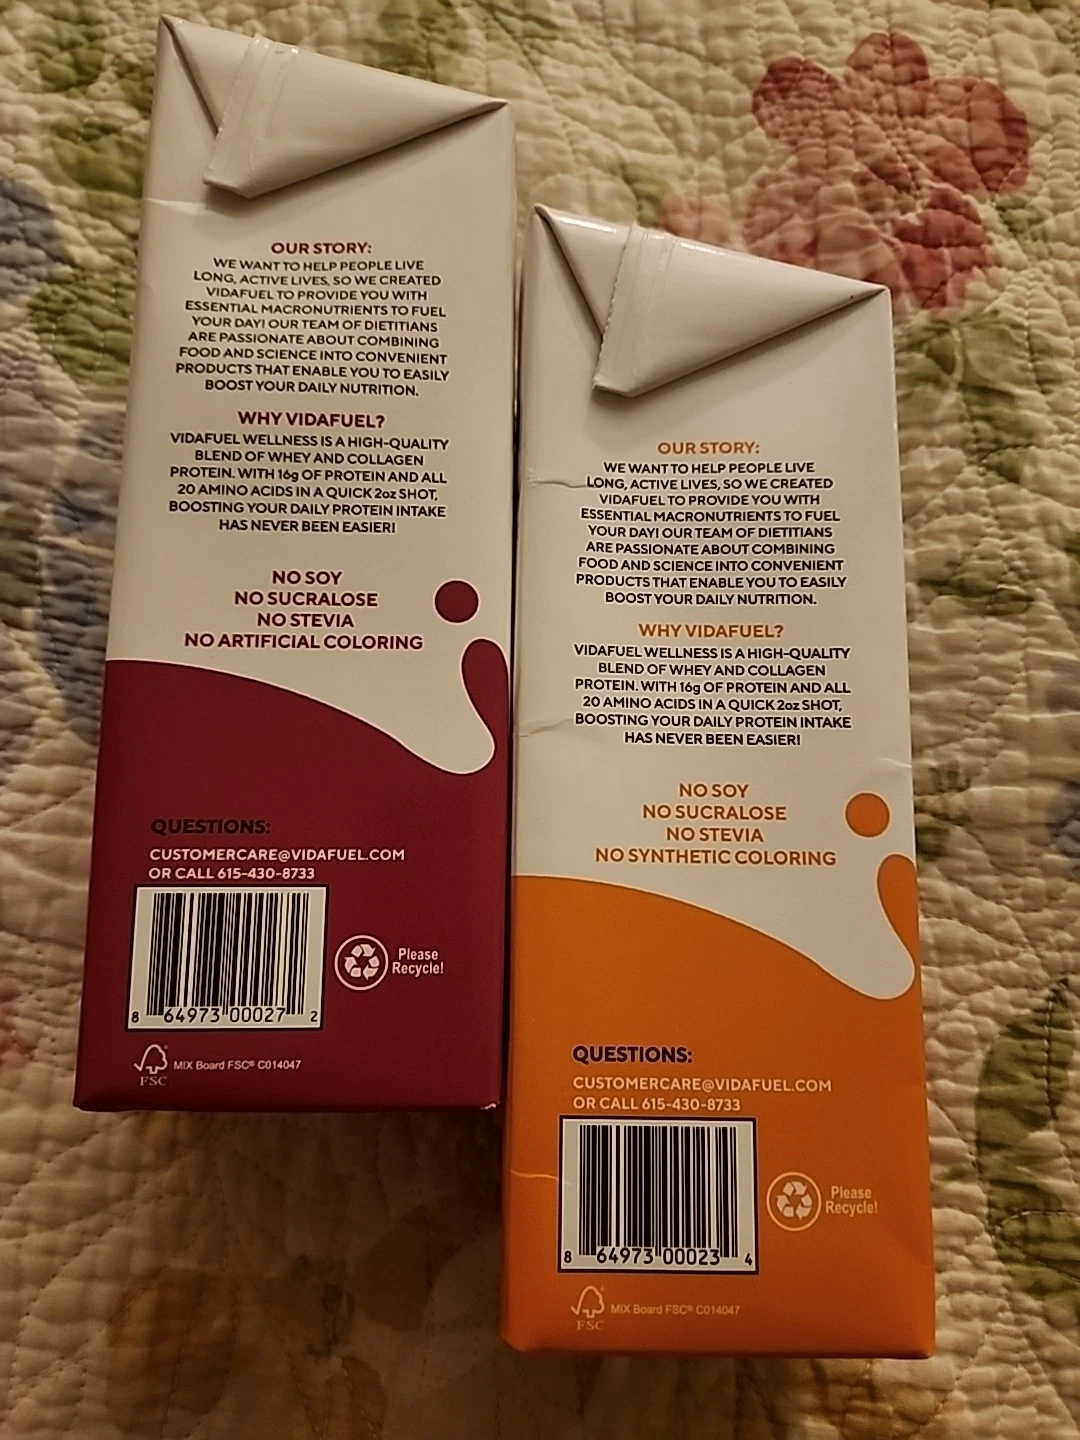 OUR STORY:
WE WANT TO HELP PEOPLE LIVE
LONG, ACTIVE LIVES, SO WE CREATED
VIDAFUEL TO PROVIDE YOU WITH
ESSENTIAL MACRONUTRIENTS TO FUEL
YOUR DAY! OUR TEAM OF DIETITIANS
ARE PASSIONATE ABOUT COMBINING
FOOD AND SCIENCE INTO CONVENIENT
PRODUCTS THAT ENABLE YOU TO EASILY
BOOST YOUR DAILY NUTRITION.
WHY VIDAFUEL?
VIDAFUEL WELLNESS IS A HIGH-QUALITY
BLEND OF WHEY AND COLLAGEN
PROTEIN. WITH 16g OF PROTEIN AND ALL
20 AMINO ACIDS IN A QUICK 2oz SHOT,
BOOSTING YOUR DAILY PROTEIN INTAKE
HAS NEVER BEEN EASIER!
NO SOY
NO SUCRALOSE
NO STEVIA
NO ARTIFICIAL COLORING
QUESTIONS:
CUSTOMERCARE@VIDAFUEL.COM
OR CALL 615-430-8733
Please
Recycle!
8 64973 00027 2
FSC
MIX Board FSC® C014047
OUR STORY:
WE WANT TO HELP PEOPLE LIVE
LONG, ACTIVE LIVES, SO WE CREATED
VIDAFUEL TO PROVIDE YOU WITH
ESSENTIAL MACRONUTRIENTS TO FUEL
YOUR DAY! OUR TEAM OF DIETITIANS
ARE PASSIONATE ABOUT COMBINING
FOOD AND SCIENCE INTO CONVENIENT
PRODUCTS THAT ENABLE YOU TO EASILY
BOOST YOUR DAILY NUTRITION.
WHY VIDAFUEL?
VIDAFUEL WELLNESS IS A HIGH-QUALITY
BLEND OF WHEY AND COLLAGEN
PROTEIN. WITH 16g OF PROTEIN AND ALL
20 AMINO ACIDS IN A QUICK 2oz SHOT,
BOOSTING YOUR DAILY PROTEIN INTAKE
HAS NEVER BEEN EASIER!
NO SOY
NO SUCRALOSE
NO STEVIA
NO SYNTHETIC COLORING
QUESTIONS:
CUSTOMERCARE@VIDAFUEL.COM
OR CALL 615-430-8733
Please
Recycle!
8 64973 00023 4
FSC
MIX Board FSC® C014047